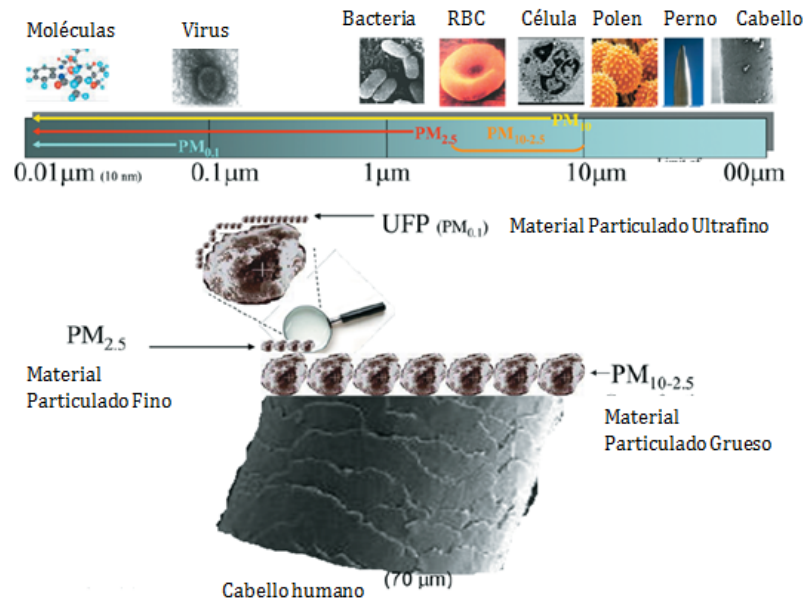 Moléculas Virus Bacteria RBC Célula Polen Perno Cabello
PM10
PM2.5 PM10-2.5
PM0.1
0.01µm (10 nm) 0.1µm 1µm 10µm 00µm
UFP (PM0.1) Material Particulado Ultrafino
PM2.5
Material
Particulado Fino
PM10-2.5
Material
Particulado Grueso
(70 µm)
Cabello humano